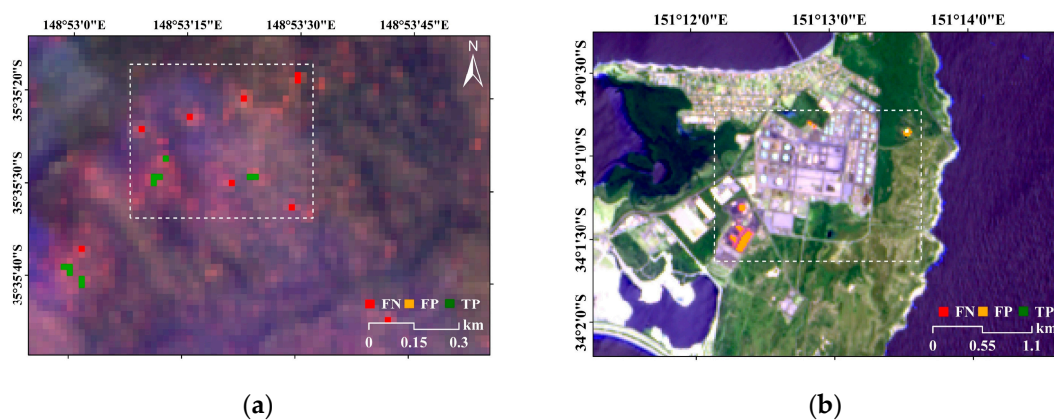 148°53'0"E 148°53'15"E 148°53'30"E 148°53'45"E
N
35°35'20"S
35°35'30"S
35°35'40"S
FN FP TP
km
0 0.15 0.3
(a)
151°12'0"E 151°13'0"E 151°14'0"E
34°0'30"S
34°1'0"S
34°1'30"S
34°2'0"S
FN FP TP
km
0 0.55 1.1
(b)